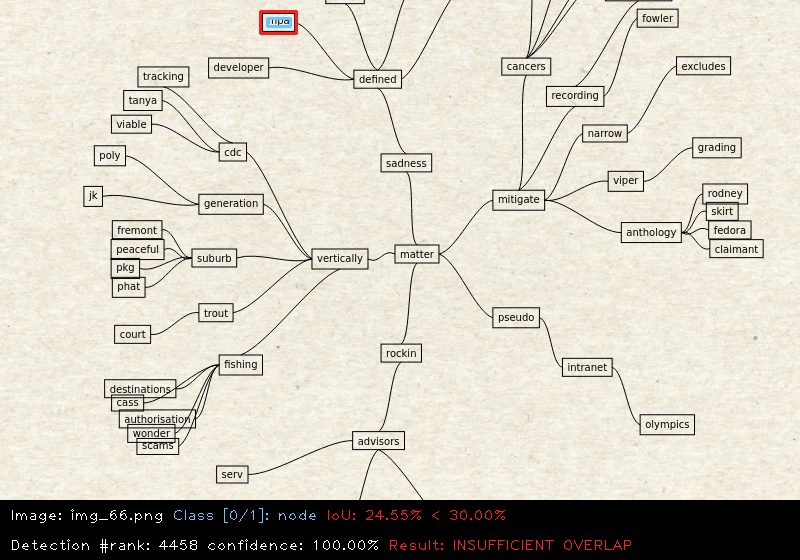 fowler
developer
defined
cancers
excludes
tracking
tanya
viable
recording
narrow
poly
cdc
sadness
grading
jk
generation
viper
mitigate
rodney
skirt
fedora
claimant
anthology
fremont
peaceful
pkg
phat
suburb
vertically
matter
trout
court
pseudo
rockin
intranet
fishing
destinations
cass
authorisation
wonder
scams
olympics
advisors
serv
Image: img_66.png Class [0/1]: node IoU: 24.55% < 30.00%
Detection #rank: 4458 confidence: 100.00% Result: INSUFFICIENT OVERLAP